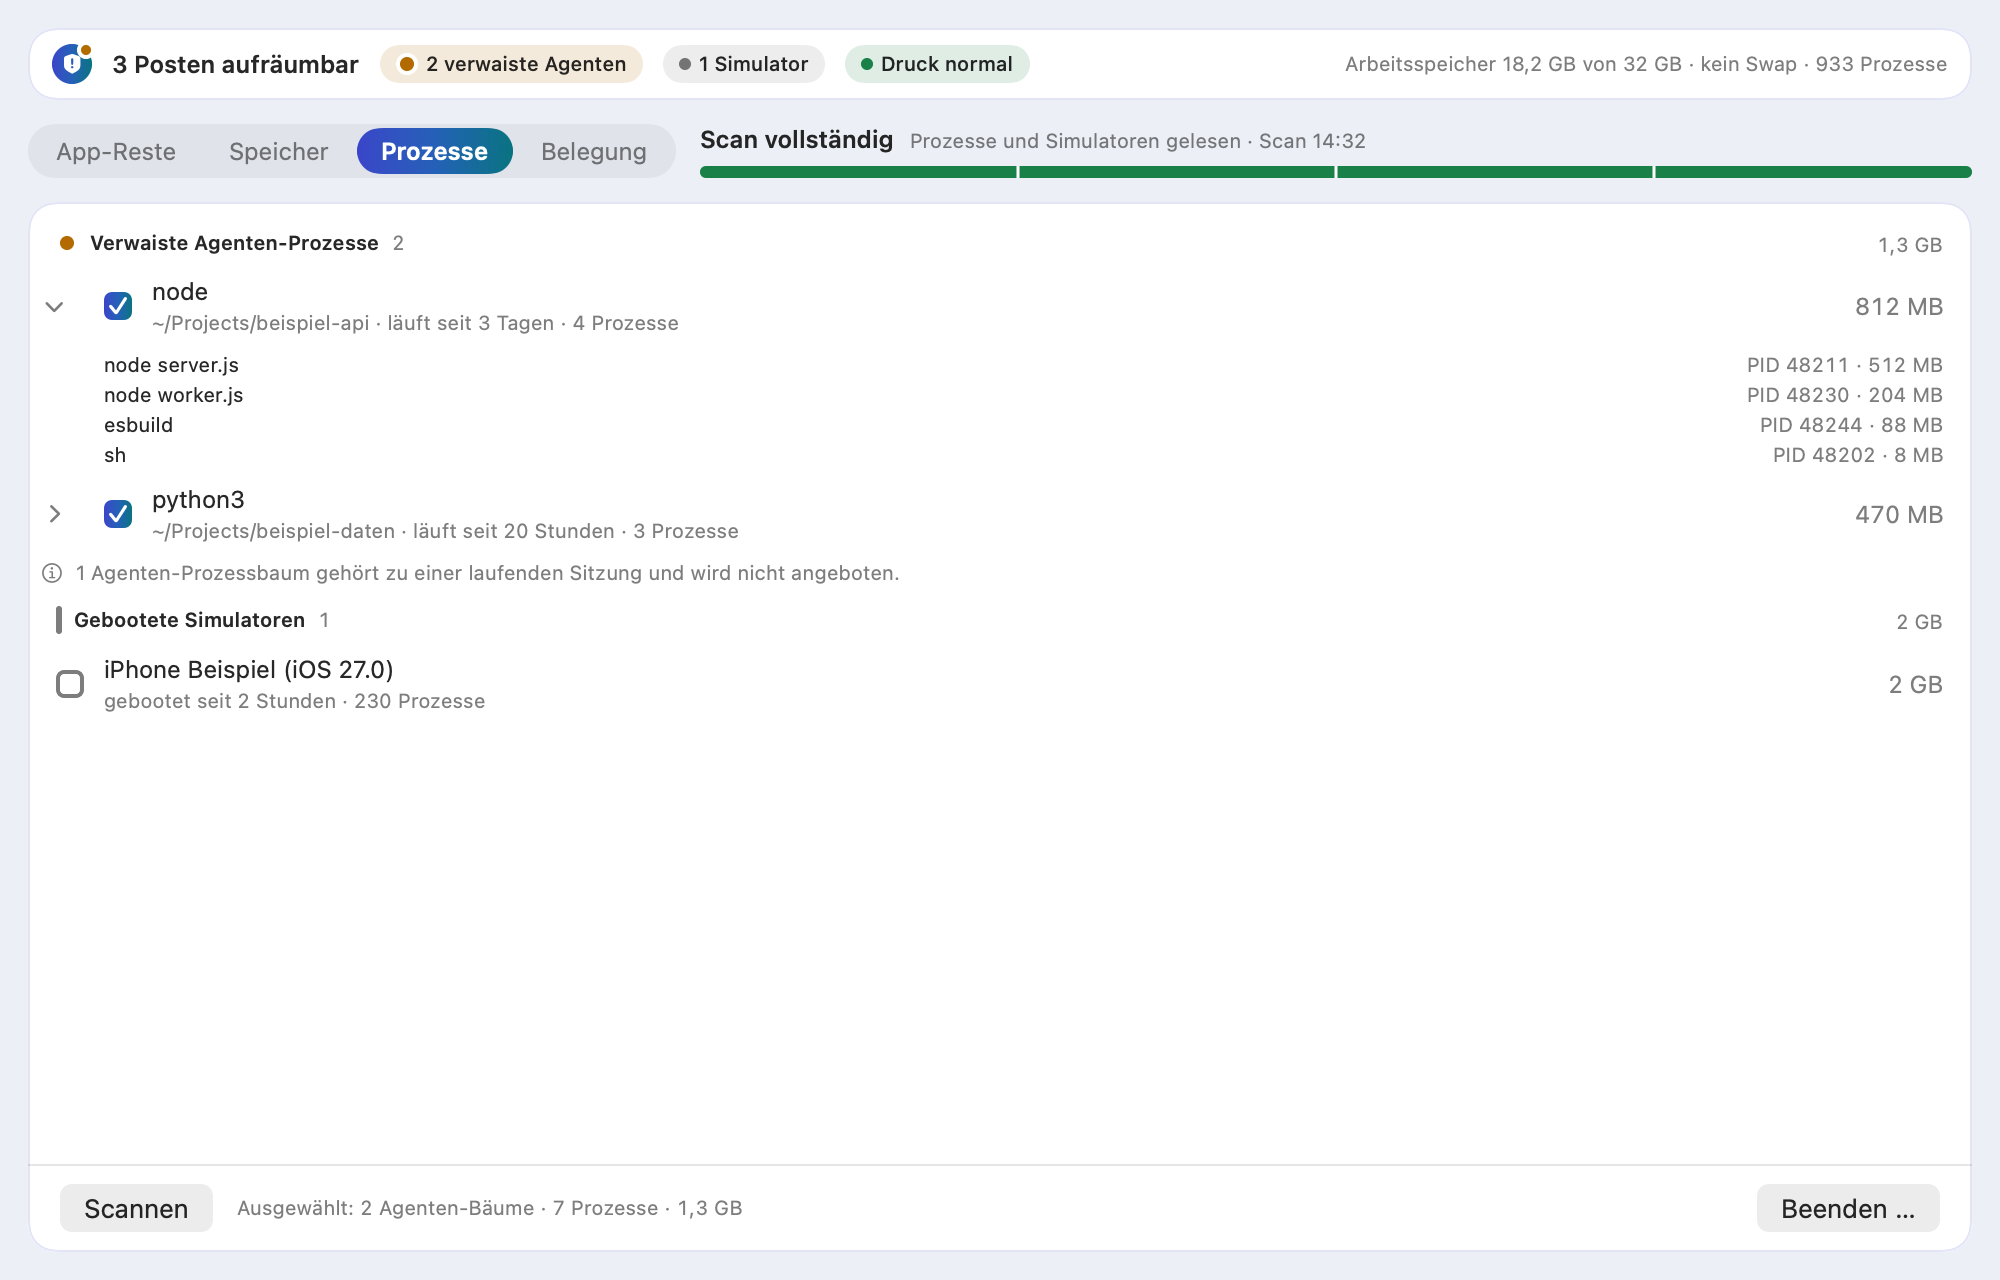 3 Posten aufräumbar
2 verwaiste Agenten
1 Simulator
Druck normal
Arbeitsspeicher 18,2 GB von 32 GB · kein Swap · 933 Prozesse
App-Reste
Speicher
Prozesse
Belegung
Scan vollständig Prozesse und Simulatoren gelesen · Scan 14:32
Verwaiste Agenten-Prozesse 2
1,3 GB
node
812 MB
~/Projects/beispiel-api · läuft seit 3 Tagen · 4 Prozesse
node server.js PID 48211 · 512 MB
node worker.js PID 48230 · 204 MB
esbuild PID 48244 · 88 MB
sh PID 48202 · 8 MB
python3
470 MB
~/Projects/beispiel-daten · läuft seit 20 Stunden · 3 Prozesse
1 Agenten-Prozessbaum gehört zu einer laufenden Sitzung und wird nicht angeboten.
Gebootete Simulatoren 1
2 GB
iPhone Beispiel (iOS 27.0)
2 GB
gebootet seit 2 Stunden · 230 Prozesse
Scannen
Ausgewählt: 2 Agenten-Bäume · 7 Prozesse · 1,3 GB
Beenden ...